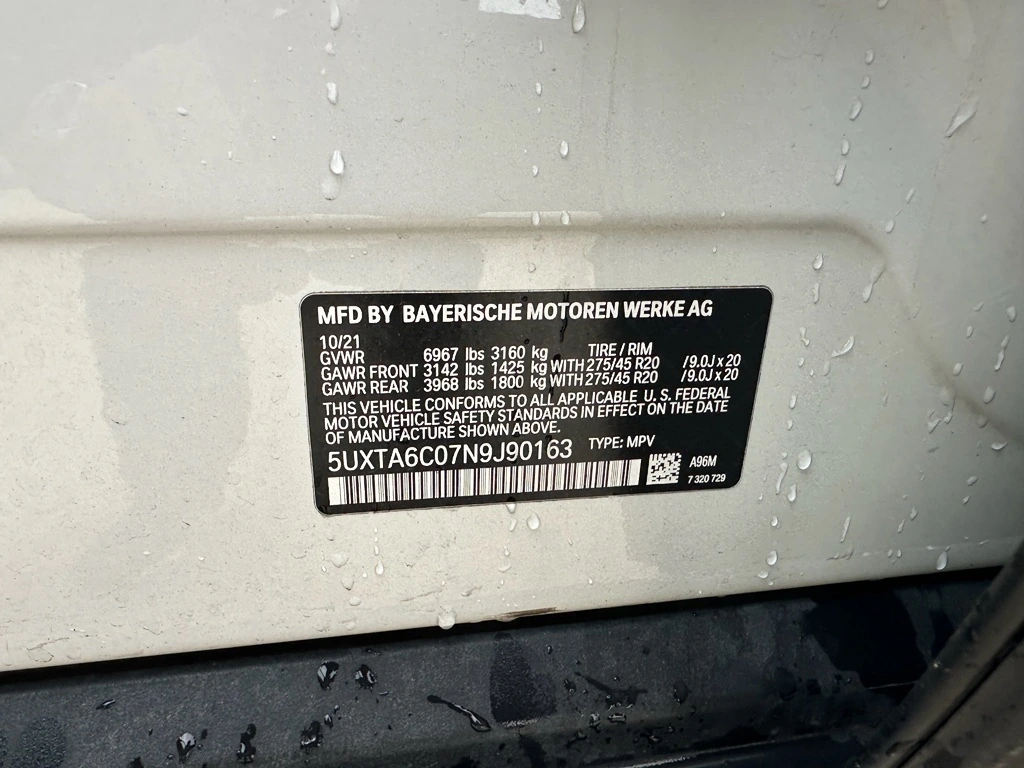 MFD BY BAYERISCHE MOTOREN WERKE AG
10/21
GVWR 6967 lbs 3160 kg TIRE / RIM
GAWR FRONT 3142 lbs 1425 kg WITH 275/45 R20 /9.0J x 20
GAWR REAR 3968 lbs 1800 kg WITH 275/45 R20 /9.0J x 20
THIS VEHICLE CONFORMS TO ALL APPLICABLE U. S. FEDERAL
MOTOR VEHICLE SAFETY STANDARDS IN EFFECT ON THE DATE
OF MANUFACTURE SHOWN ABOVE.
5UXTA6C07N9J90163 TYPE: MPV
A96M
7 320 729